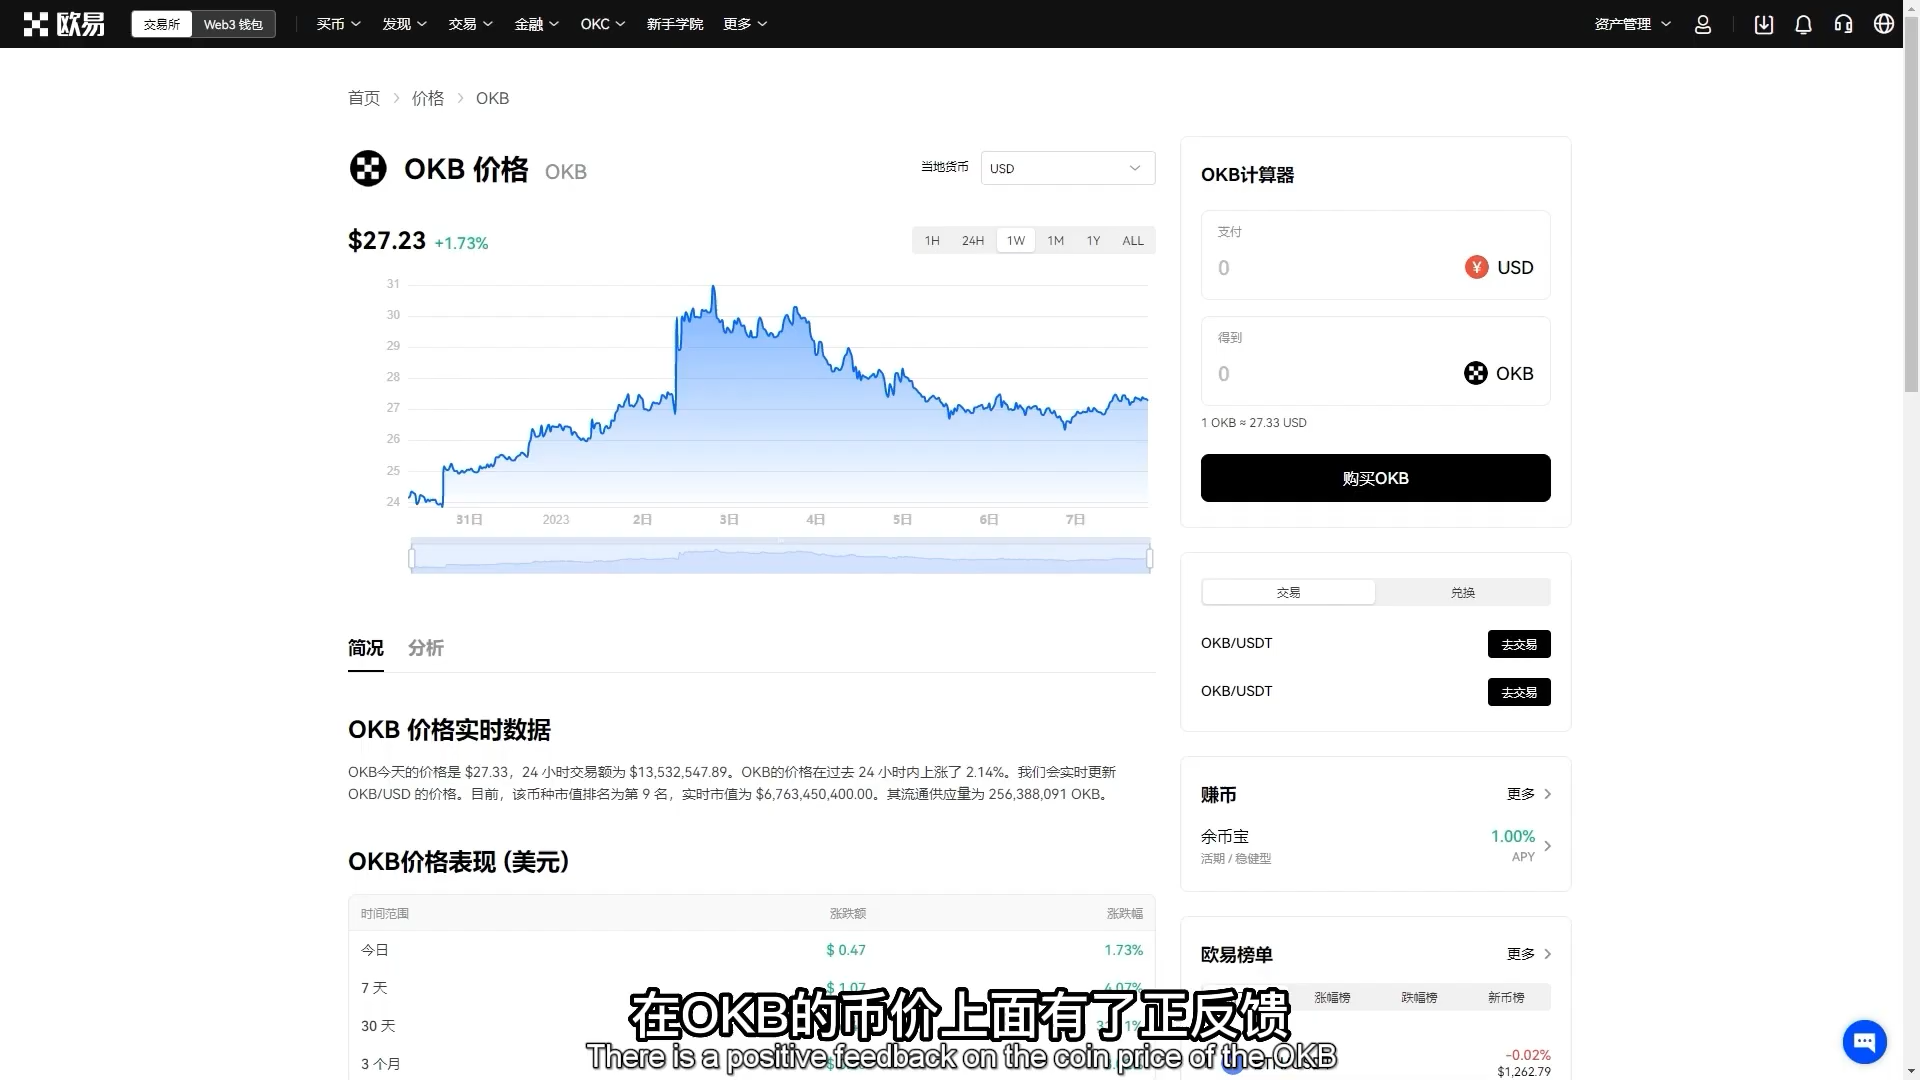 欧易 交易所 Web3 钱包 买币 发现 交易 金融 OKC 新手学院 更多 资产管理
首页 > 价格 > OKB
OKB 价格 OKB
当地货币 USD
$27.23 +1.73%
1H 24H 1W 1M 1Y ALL
31
30
29
28
27
26
25
24
31日 2023 2日 3日 4日 5日 6日 7日
简况 分析
OKB 价格实时数据
OKB今天的价格是 $27.33，24 小时交易额为 $13,532,547.89。OKB的价格在过去 24 小时内上涨了 2.14%。我们会实时更新
OKB/USD 的价格。目前，该币种市值排名为第 9 名，实时市值为 $6,763,450,400.00。其流通供应量为 256,388,091 OKB。
OKB价格表现 (美元)
时间范围 涨跌额 涨跌幅
今日 $ 0.47 1.73%
7 天 $ 1.07 4.07%
30 天
3 个月
OKB计算器
支付
0 ¥ USD
得到
0 OKB
1 OKB ≈ 27.33 USD
购买OKB
交易 兑换
OKB/USDT 去交易
OKB/USDT 去交易
赚币 更多
余币宝 1.00%
活期 / 稳健型 APY
欧易榜单 更多
涨幅榜 跌幅榜 新币榜
-0.02%
$1,262.79
在OKB的币价上面有了正反馈
There is a positive feedback on the coin price of the OKB